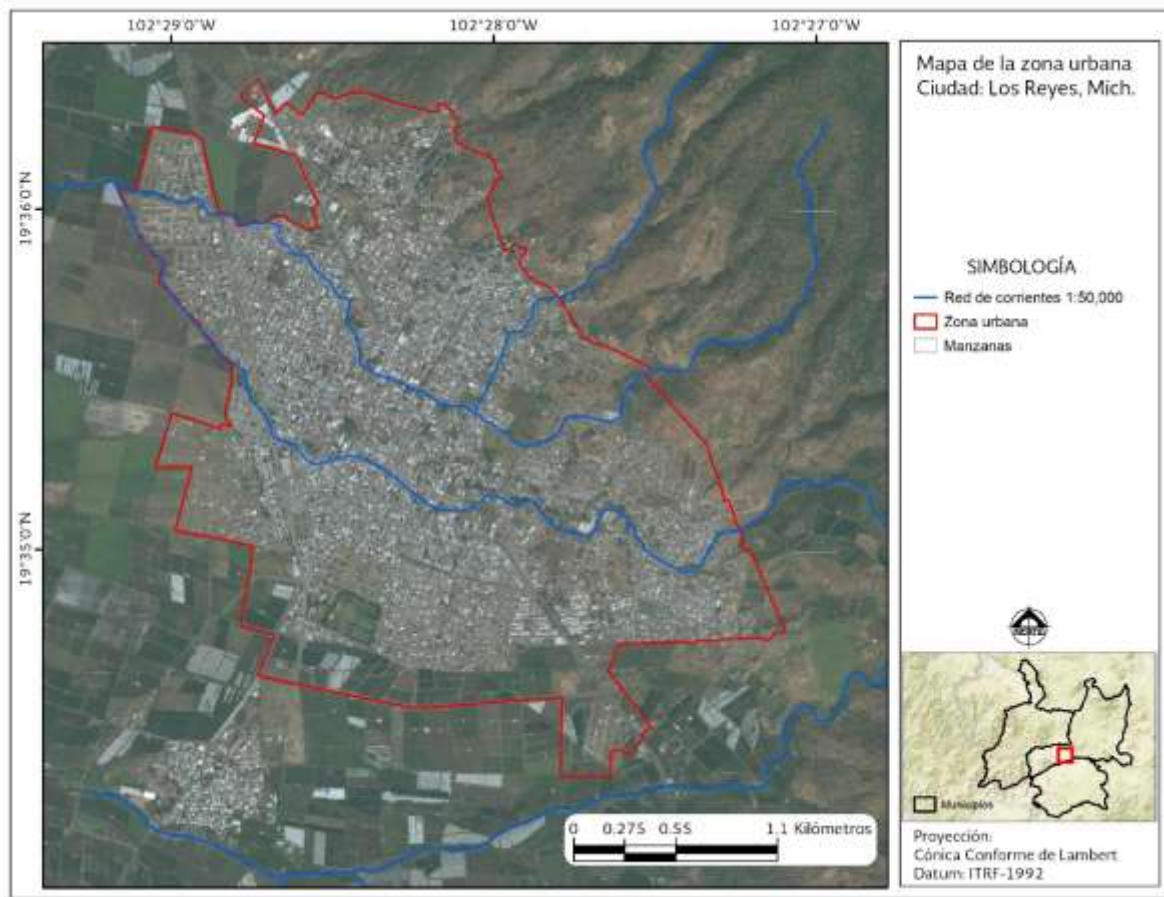 102°29'0"W
102°28'0"W
102°27'0"W
19°36'0"N
19°35'0"N
Mapa de la zona urbana
Ciudad: Los Reyes, Mich.
SIMBOLOGÍA
Red de corrientes 1:50,000
Zona urbana
Manzanas
NORTE
Municipios
Proyección:
Cónica Conforme de Lambert
Datum: ITRF-1992
0 0.275 0.55 1.1 Kilómetros